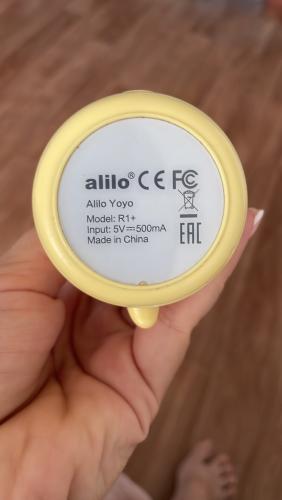 alilo® CE FC
Alilo Yoyo
Model: R1+
Input: 5V⎓500mA
Made in China
EAC